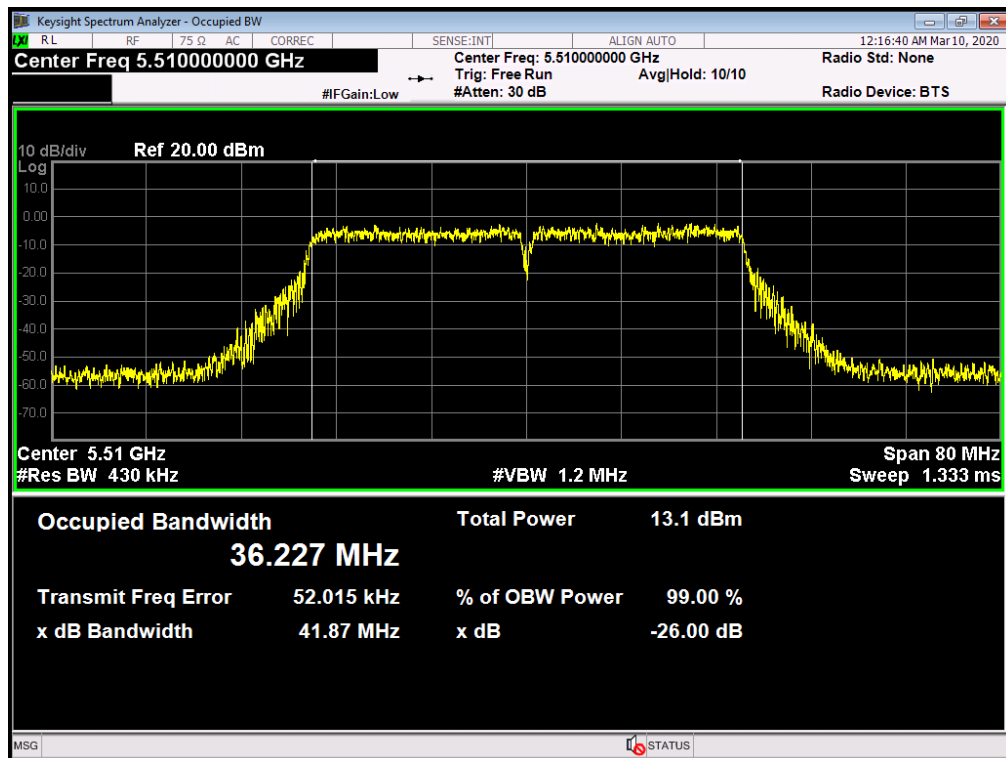 Keysight Spectrum Analyzer - Occupied BW
LXI RL RF 75 Ω AC CORREC SENSE:INT ALIGN AUTO 12:16:40 AM Mar 10, 2020
Center Freq 5.510000000 GHz
Center Freq: 5.510000000 GHz
Radio Std: None
Trig: Free Run Avg|Hold: 10/10
#IFGain:Low #Atten: 30 dB Radio Device: BTS
10 dB/div Ref 20.00 dBm
Log
10.0
0.00
-10.0
-20.0
-30.0
-40.0
-50.0
-60.0
-70.0
Center 5.51 GHz Span 80 MHz
#Res BW 430 kHz #VBW 1.2 MHz Sweep 1.333 ms
Occupied Bandwidth Total Power 13.1 dBm
36.227 MHz
Transmit Freq Error 52.015 kHz % of OBW Power 99.00 %
x dB Bandwidth 41.87 MHz x dB -26.00 dB
MSG STATUS